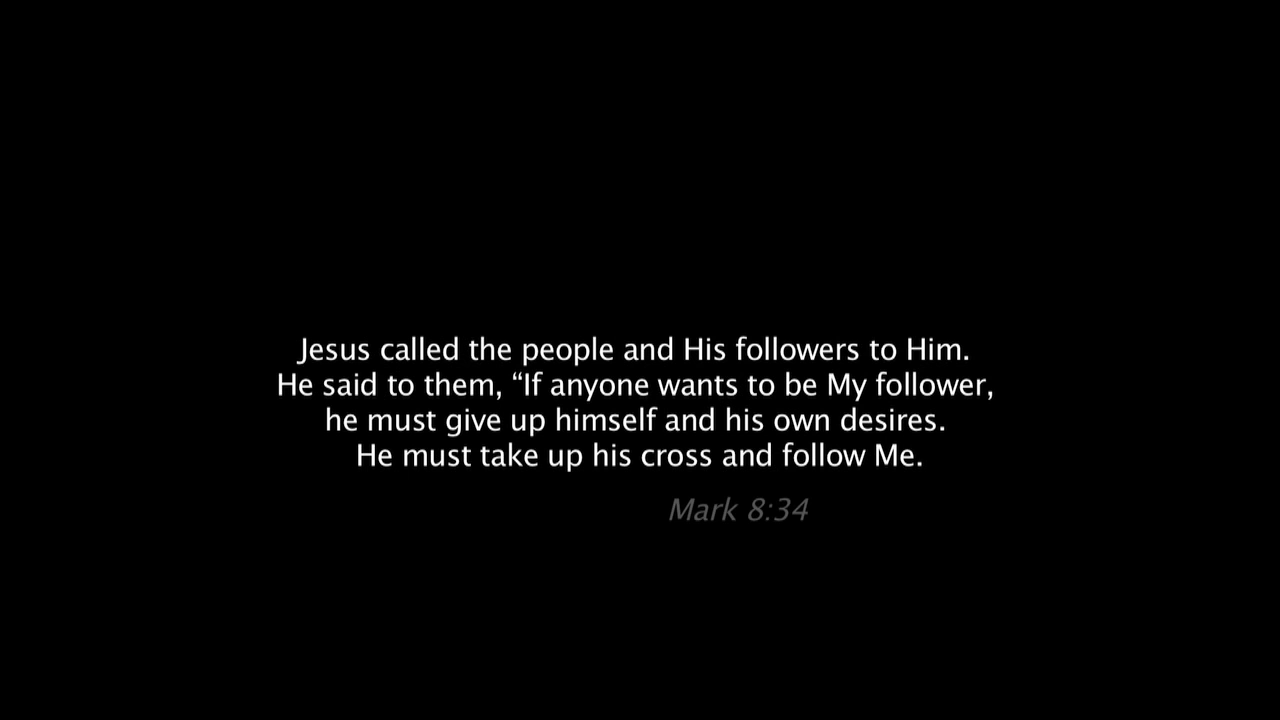 Jesus called the people and His followers to Him.
He said to them, “If anyone wants to be My follower,
he must give up himself and his own desires.
He must take up his cross and follow Me.
Mark 8:34